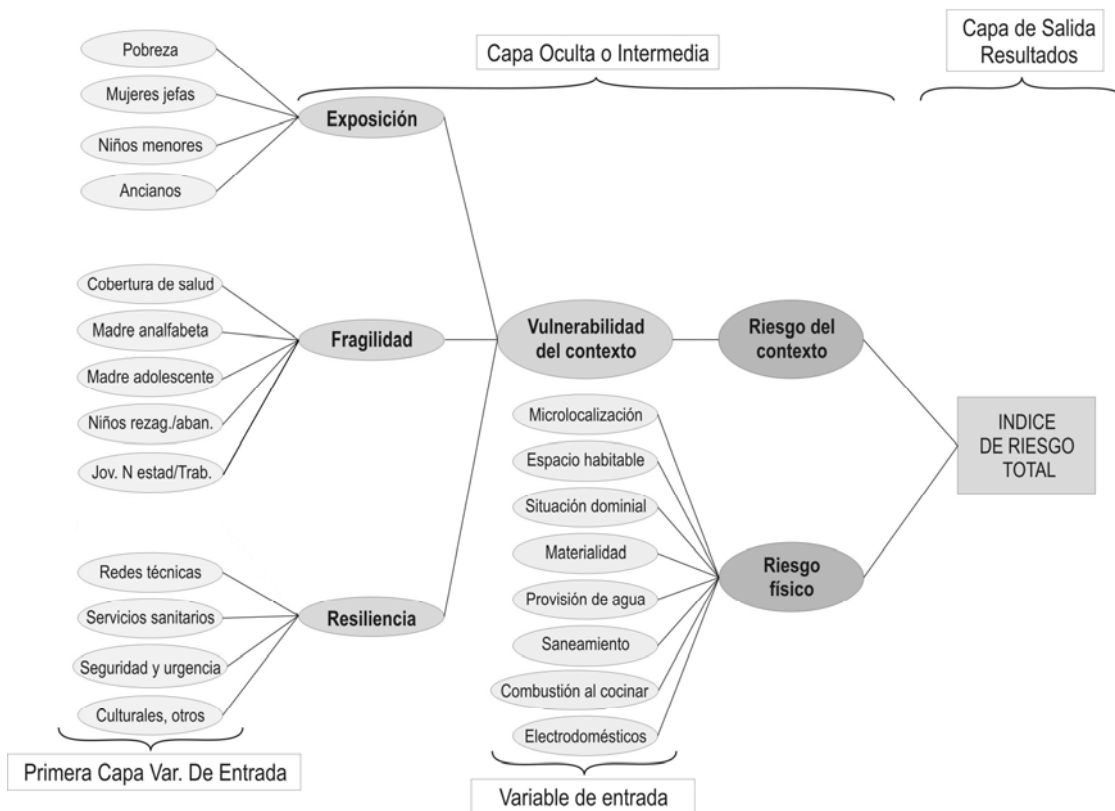 Capa Oculta o Intermedia
Capa de Salida
Resultados
Pobreza
Mujeres jefas
Niños menores
Ancianos
Exposición
Cobertura de salud
Madre analfabeta
Madre adolescente
Niños rezag./aban.
Jov. N estad/Trab.
Fragilidad
Redes técnicas
Servicios sanitarios
Seguridad y urgencia
Culturales, otros
Resiliencia
Primera Capa Var. De Entrada
Vulnerabilidad
del contexto
Riesgo del
contexto
Microlocalización
Espacio habitable
Situación dominial
Materialidad
Provisión de agua
Saneamiento
Combustión al cocinar
Electrodomésticos
Variable de entrada
Riesgo
físico
INDICE
DE RIESGO
TOTAL